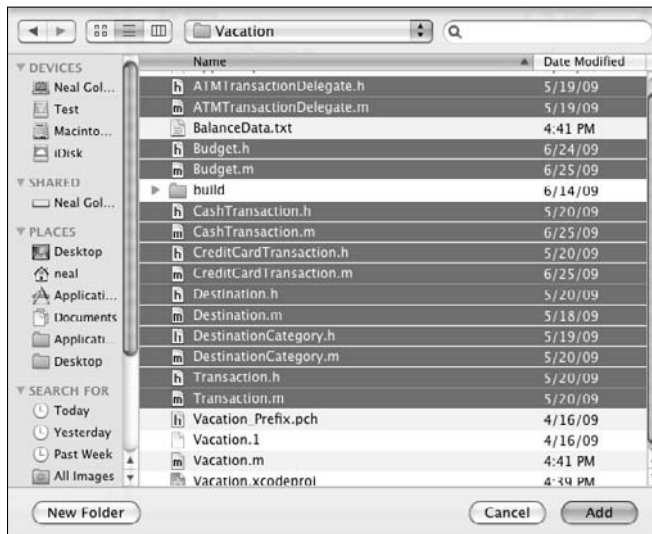 Vacation
Name
Date Modified
DEVICES
Neal Gol...
Test
Macinto...
iDisk
SHARED
Neal Gol...
PLACES
Desktop
neal
Applicati...
Documents
Applicati...
Desktop
SEARCH FOR
Today
Yesterday
Past Week
All Images
ATMTransactionDelegate.h 5/19/09
ATMTransactionDelegate.m 5/19/09
BalanceData.txt 4:41 PM
Budget.h 6/24/09
Budget.m 6/25/09
build 6/14/09
CashTransaction.h 5/20/09
CashTransaction.m 6/25/09
CreditCardTransaction.h 5/20/09
CreditCardTransaction.m 6/25/09
Destination.h 5/20/09
Destination.m 5/18/09
DestinationCategory.h 5/19/09
DestinationCategory.m 5/20/09
Transaction.h 5/20/09
Transaction.m 5/20/09
Vacation_Prefix.pch 4/16/09
Vacation.1 4/16/09
Vacation.m 4:41 PM
Vacation.xcodeproj 4:39 PM
New Folder
Cancel
Add